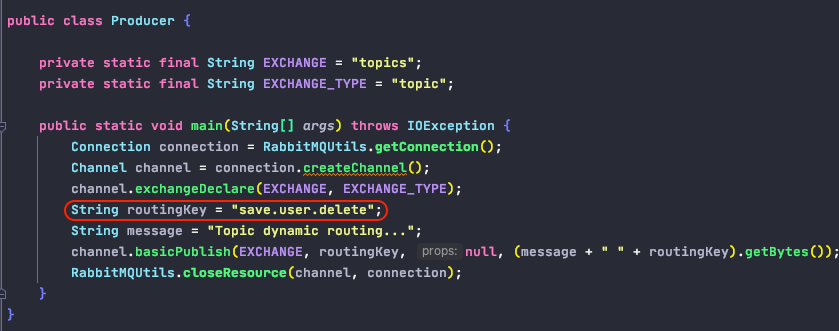 public class Producer {
private static final String EXCHANGE = "topics";
private static final String EXCHANGE_TYPE = "topic";
public static void main(String[] args) throws IOException {
Connection connection = RabbitMQUtils.getConnection();
Channel channel = connection.createChannel();
channel.exchangeDeclare(EXCHANGE, EXCHANGE_TYPE);
String routingKey = "save.user.delete";
String message = "Topic dynamic routing...";
channel.basicPublish(EXCHANGE, routingKey, props: null, (message + " " + routingKey).getBytes());
RabbitMQUtils.closeResource(channel, connection);
}
}